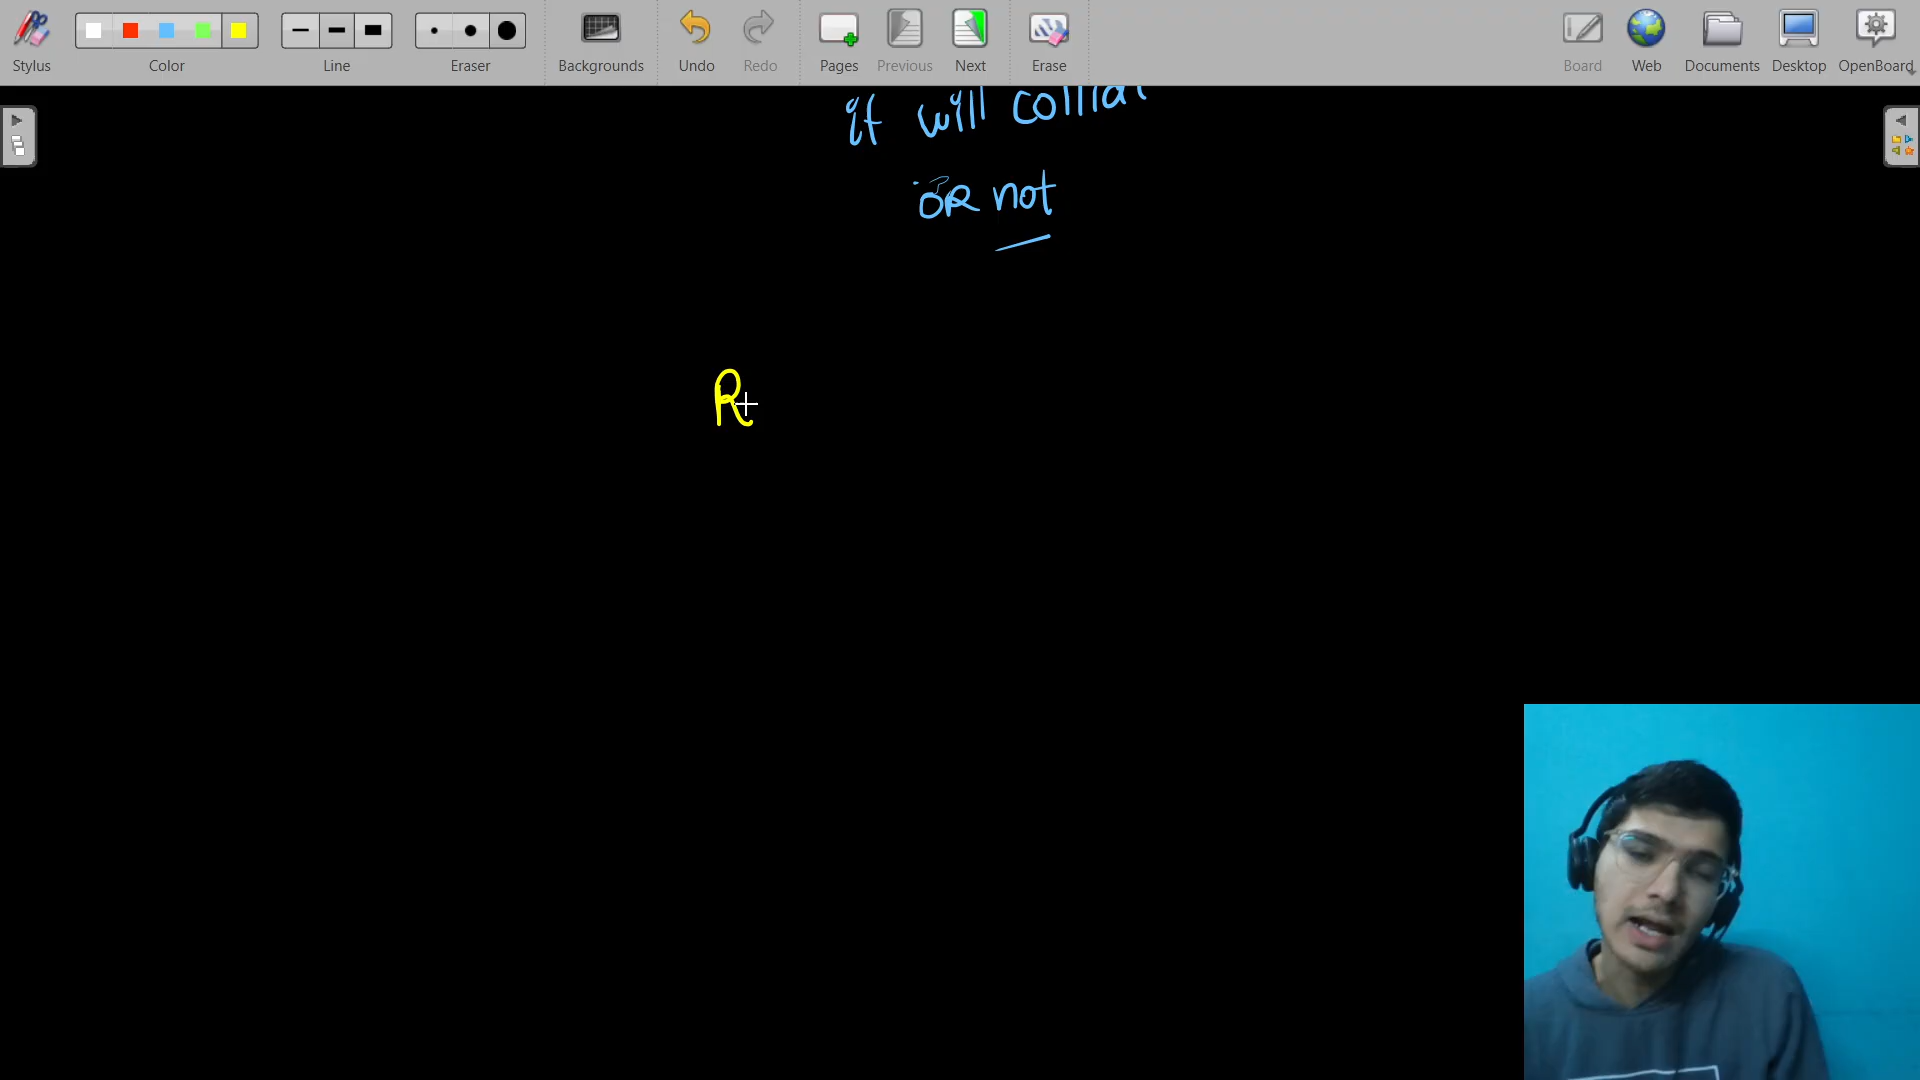 Stylus Color Line Eraser Backgrounds Undo Redo Pages Previous Next Erase Board Web Documents Desktop OpenBoard
it will
OR not
R